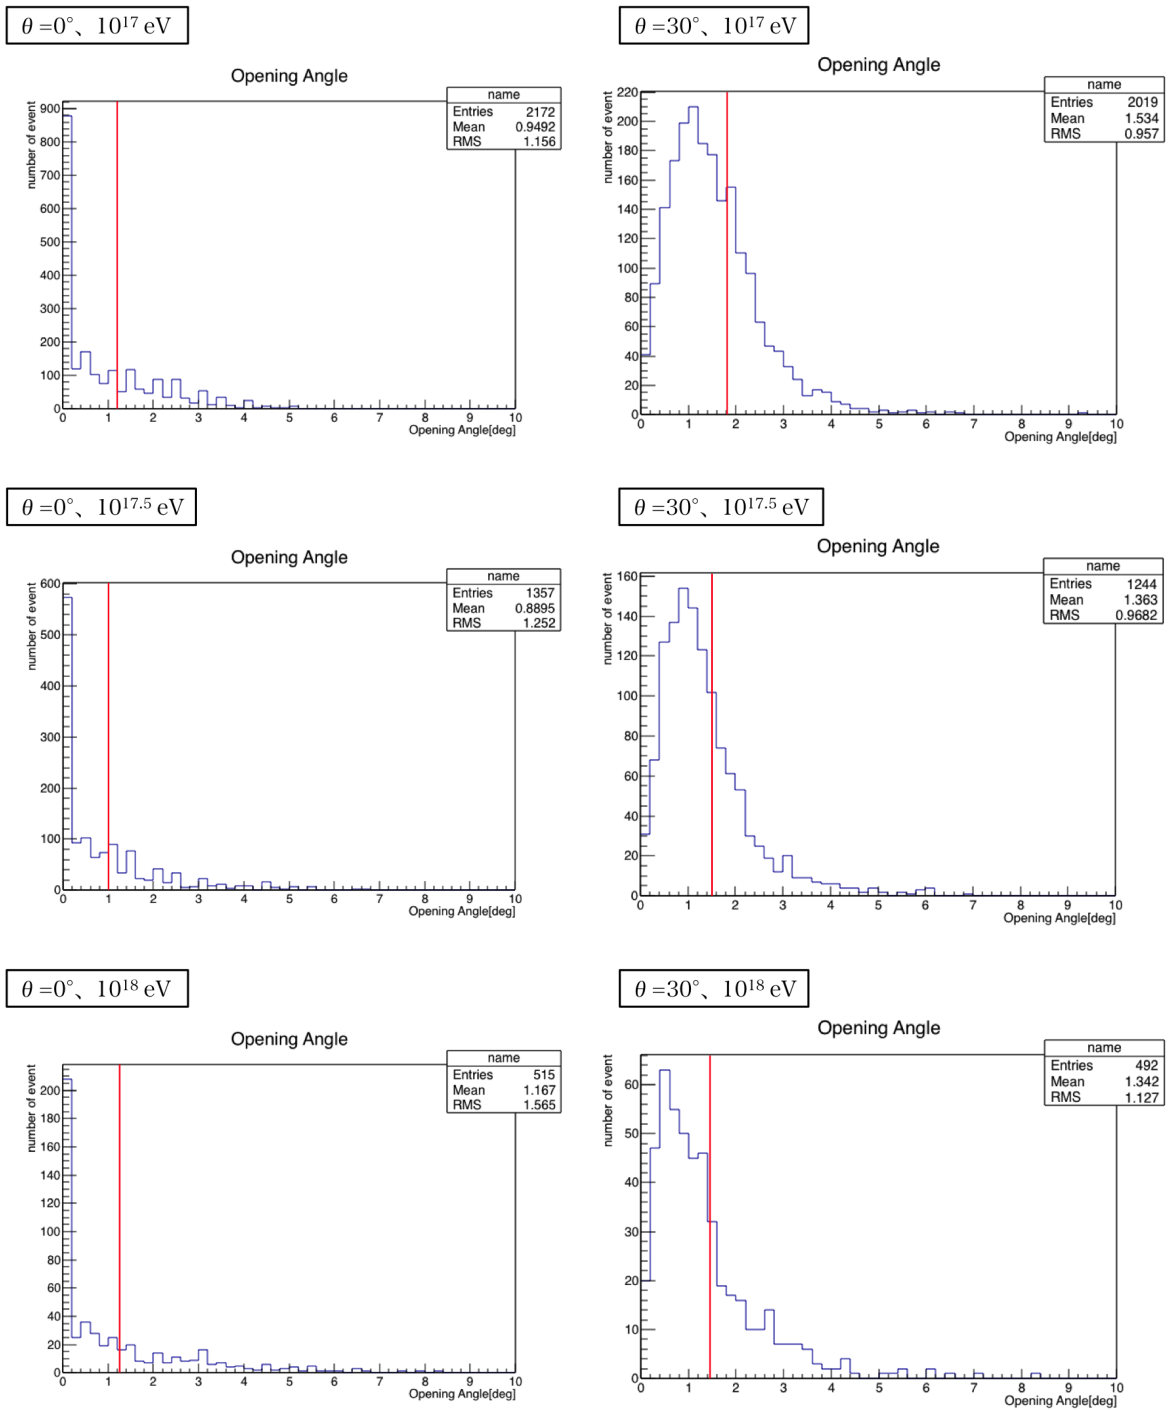 θ=0°、10¹⁷ eV
Opening Angle
number of event
900
800
700
600
500
400
300
200
100
0
name
Entries 2172
Mean 0.9492
RMS 1.156
0 1 2 3 4 5 6 7 8 9 10
Opening Angle[deg]
θ=30°、10¹⁷ eV
Opening Angle
number of event
220
200
180
160
140
120
100
80
60
40
20
0
name
Entries 2019
Mean 1.534
RMS 0.957
0 1 2 3 4 5 6 7 8 9 10
Opening Angle[deg]
θ=0°、10¹⁷·⁵ eV
Opening Angle
number of event
600
500
400
300
200
100
0
name
Entries 1357
Mean 0.8895
RMS 1.252
0 1 2 3 4 5 6 7 8 9 10
Opening Angle[deg]
θ=30°、10¹⁷·⁵ eV
Opening Angle
number of event
160
140
120
100
80
60
40
20
0
name
Entries 1244
Mean 1.363
RMS 0.9682
0 1 2 3 4 5 6 7 8 9 10
Opening Angle[deg]
θ=0°、10¹⁸ eV
Opening Angle
number of event
200
180
160
140
120
100
80
60
40
20
0
name
Entries 515
Mean 1.167
RMS 1.565
0 1 2 3 4 5 6 7 8 9 10
Opening Angle[deg]
θ=30°、10¹⁸ eV
Opening Angle
number of event
60
50
40
30
20
10
0
name
Entries 492
Mean 1.342
RMS 1.127
0 1 2 3 4 5 6 7 8 9 10
Opening Angle[deg]